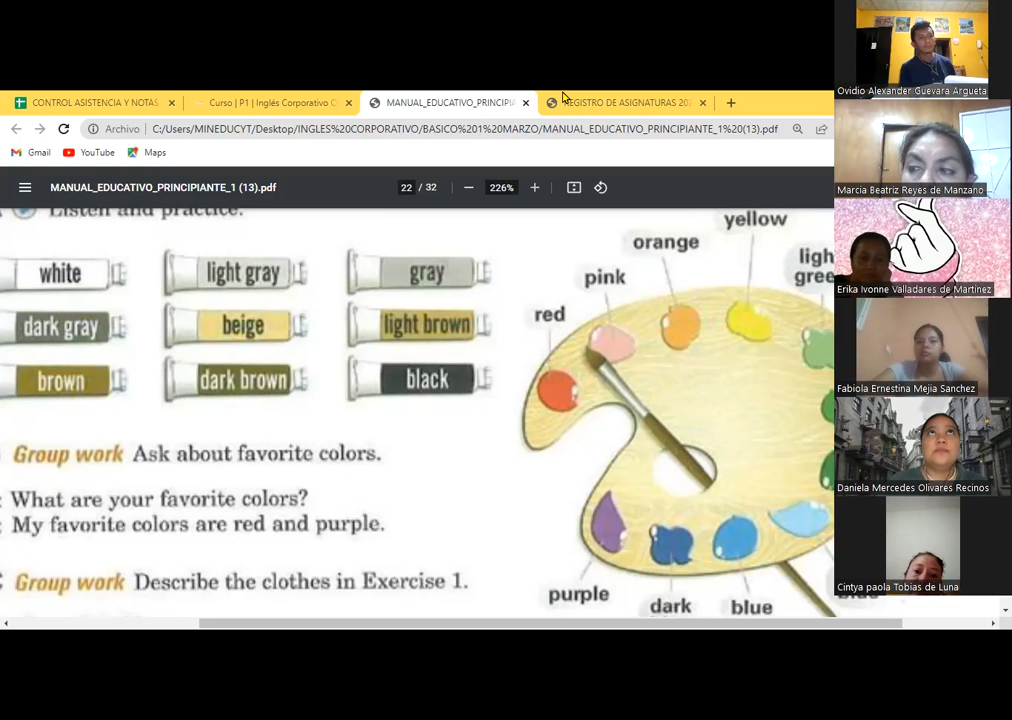 CONTROL ASISTENCIA Y NOTAS
Curso | P1 | Inglés Corporativo C
MANUAL_EDUCATIVO_PRINCIPI
REGISTRO DE ASIGNATURAS 202
Archivo
C:/Users/MINEDUCYT/Desktop/INGLES%20CORPORATIVO/BASICO%201%20MARZO/MANUAL_EDUCATIVO_PRINCIPIANTE_1%20(13).pdf
Gmail
YouTube
Maps
MANUAL_EDUCATIVO_PRINCIPIANTE_1 (13).pdf
22 / 32
226%
Listen and practice.
white
light gray
gray
dark gray
beige
light brown
brown
dark brown
black
Group work Ask about favorite colors.
: What are your favorite colors?
: My favorite colors are red and purple.
Group work Describe the clothes in Exercise 1.
yellow
orange
pink
red
ligh
gree
purple
dark
blue
Ovidio Alexander Guevara Argueta
Marcia Beatriz Reyes de Manzano
Erika Ivonne Valladares de Martinez
Fabiola Ernestina Mejia Sanchez
Daniela Mercedes Olivares Recinos
Cintya paola Tobias de Luna